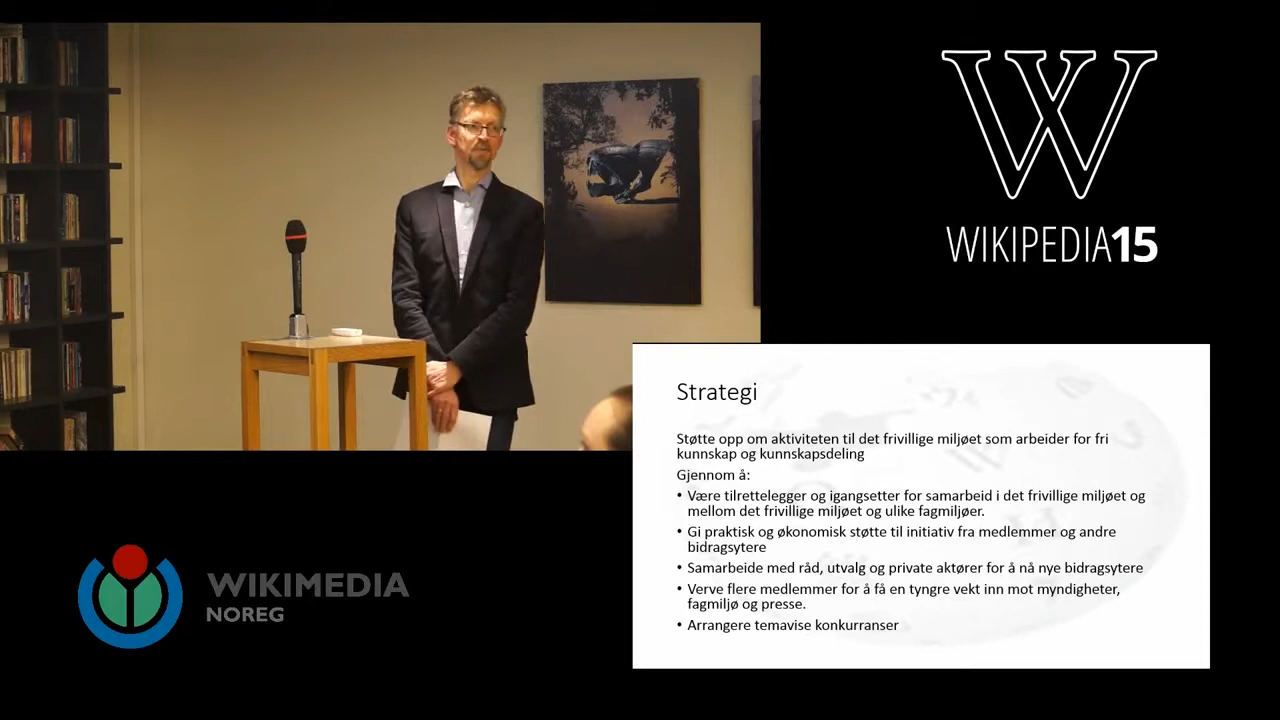 WIKIPEDIA15
Strategi
Støtte opp om aktiviteten til det frivillige miljøet som arbeider for fri
kunnskap og kunnskapsdeling
Gjennom å:
• Være tilrettelegger og igangsetter for samarbeid i det frivillige miljøet og
mellom det frivillige miljøet og ulike fagmiljøer.
• Gi praktisk og økonomisk støtte til initiativ fra medlemmer og andre
bidragsytere
• Samarbeide med råd, utvalg og private aktører for å nå nye bidragsytere
• Verve flere medlemmer for å få en tyngre vekt inn mot myndigheter,
fagmiljø og presse.
• Arrangere temavise konkurranser
WIKIMEDIA
NOREG